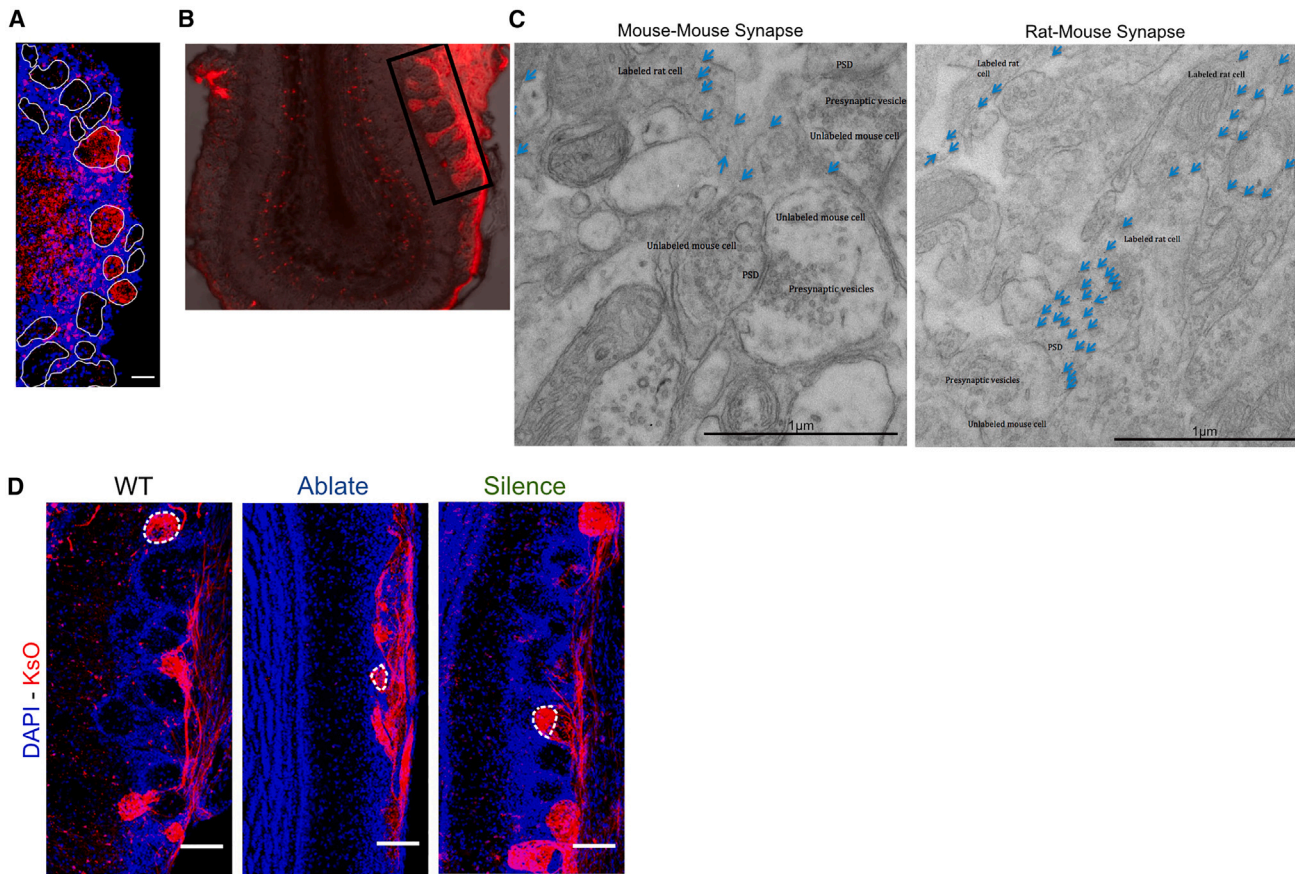 A
B
C
Mouse-Mouse Synapse
Rat-Mouse Synapse
Labeled rat cell
PSD
Presynaptic vesicles
Unlabeled mouse cell
Unlabeled mouse cell
Unlabeled mouse cell
PSD
Presynaptic vesicles
1µm
Labeled rat
cell
Labeled rat cell
Labeled rat cell
PSD
Presynaptic vesicles
Unlabeled mouse cell
1µm
D
WT
Ablate
Silence
DAPI - KsO